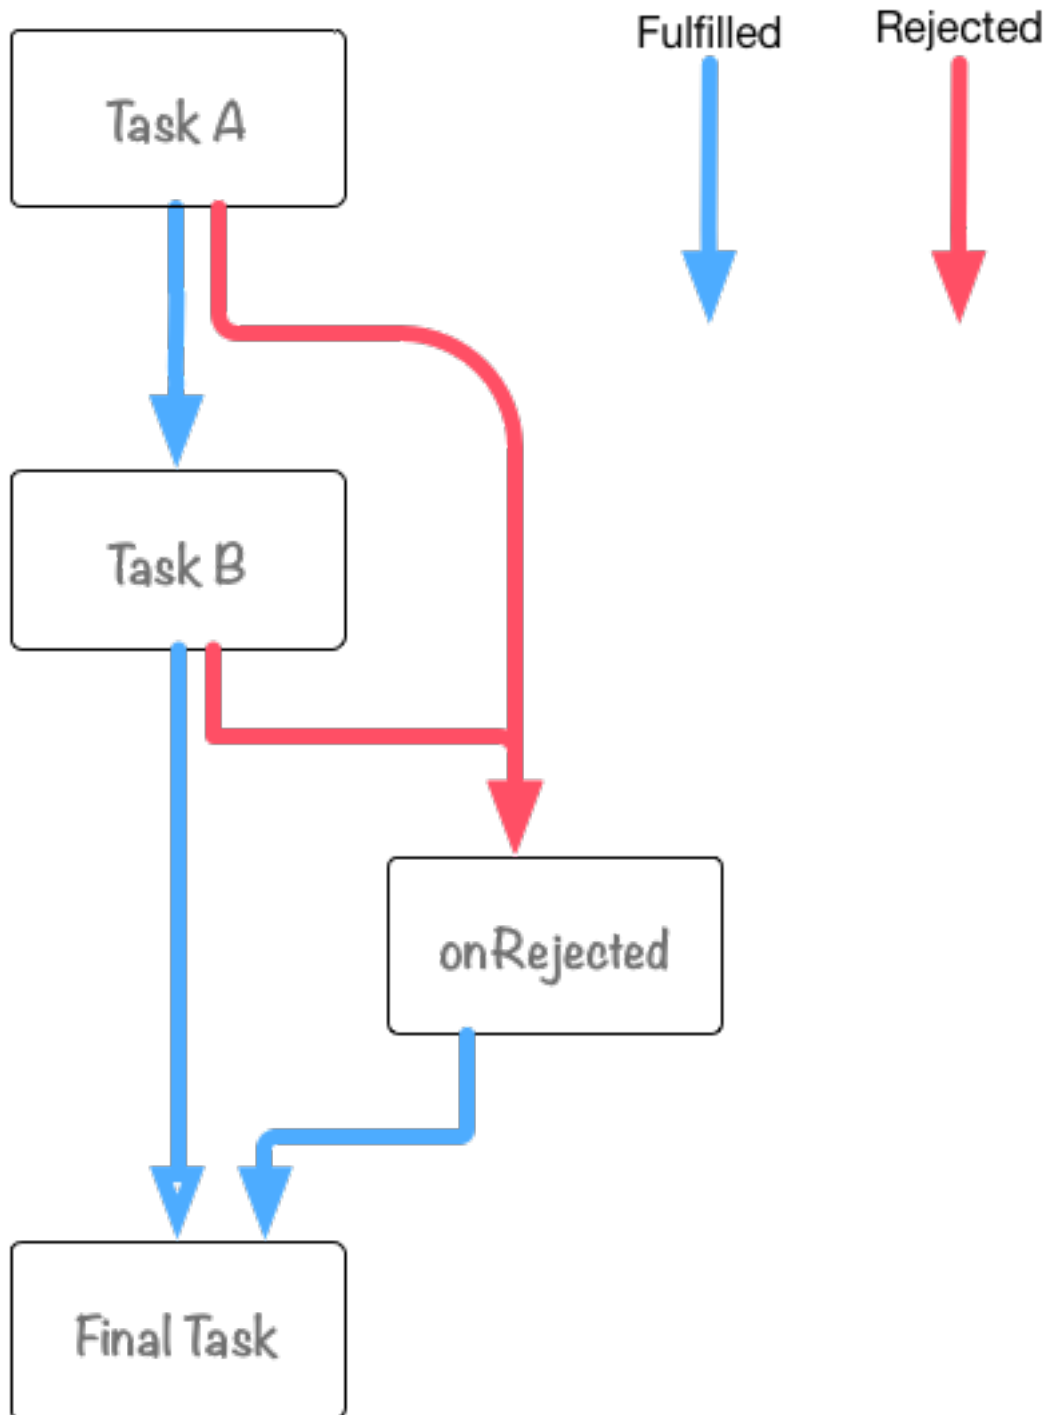 Fulfilled
Rejected
Task A
Task B
onRejected
Final Task